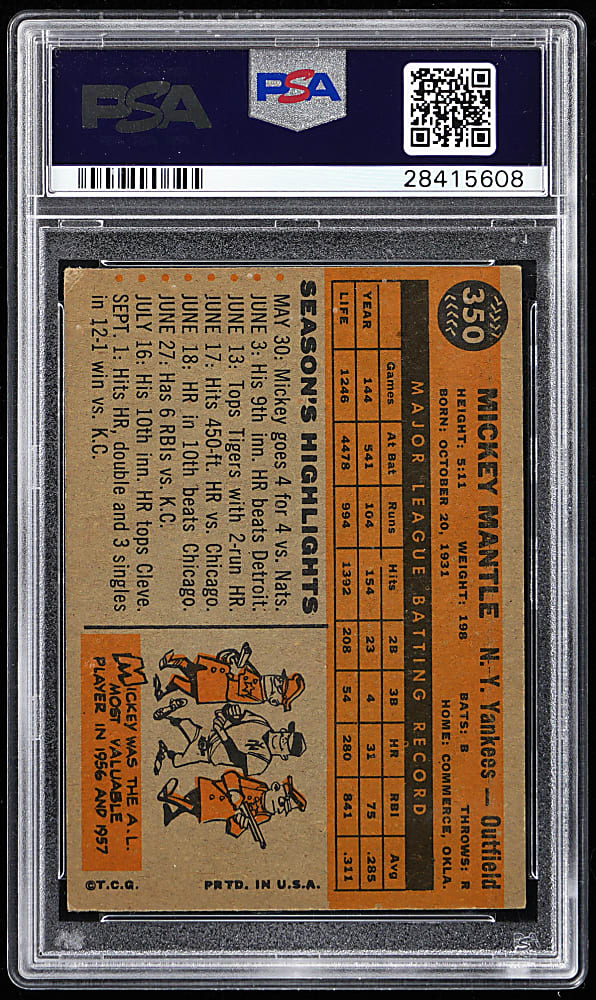 PSA
PSA
28415608
350
MICKEY MANTLE N. Y. Yankees — Outfield
HEIGHT: 5:11 WEIGHT: 198 BATS: B THROWS: R
BORN: OCTOBER 20, 1931 HOME: COMMERCE, OKLA.
MAJOR LEAGUE BATTING RECORD
Games At Bat Runs Hits 2B 3B HR RBI Avg
YEAR 144 541 104 154 23 4 31 75 .285
LIFE 1246 4478 994 1392 208 54 280 841 .311
SEASON'S HIGHLIGHTS
• MAY 30: Mickey goes 4 for 4 vs. Nats.
• JUNE 3: His 9th inn. HR beats Detroit.
• JUNE 13: Tops Tigers with 2-run HR.
• JUNE 17: Hits 450-ft. HR vs. Chicago.
• JUNE 18: HR in 10th beats Chicago.
• JUNE 27: Has 6 RBIs vs. K.C.
• JULY 16: His 10th inn. HR tops Cleve.
• SEPT. 1: Hits HR, double and 3 singles
in 12-1 win vs. K.C.
MICKEY WAS THE A.L.
MOST VALUABLE
PLAYER IN 1956 AND 1957
©T.C.G. PRTD. IN U.S.A.
PSA